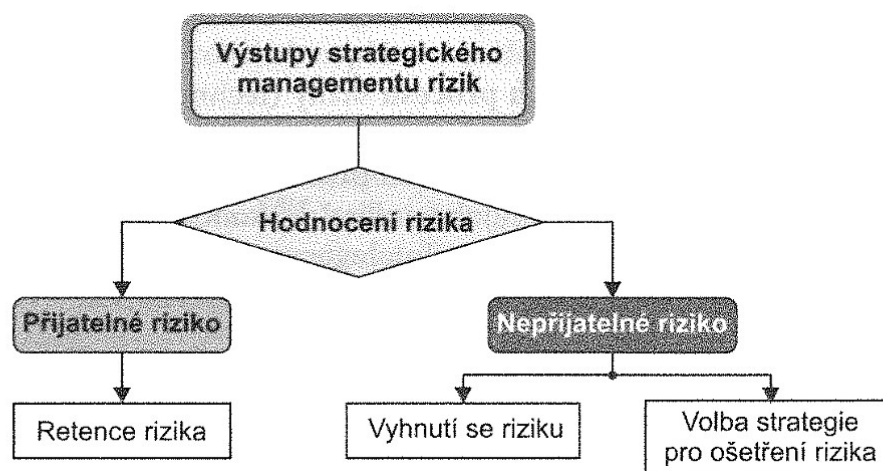 Výstupy strategického
managementu rizik
Hodnocení rizika
Přijatelné riziko
Nepřijatelné riziko
Retence rizika
Vyhnutí se riziku
Volba strategie
pro ošetření rizika